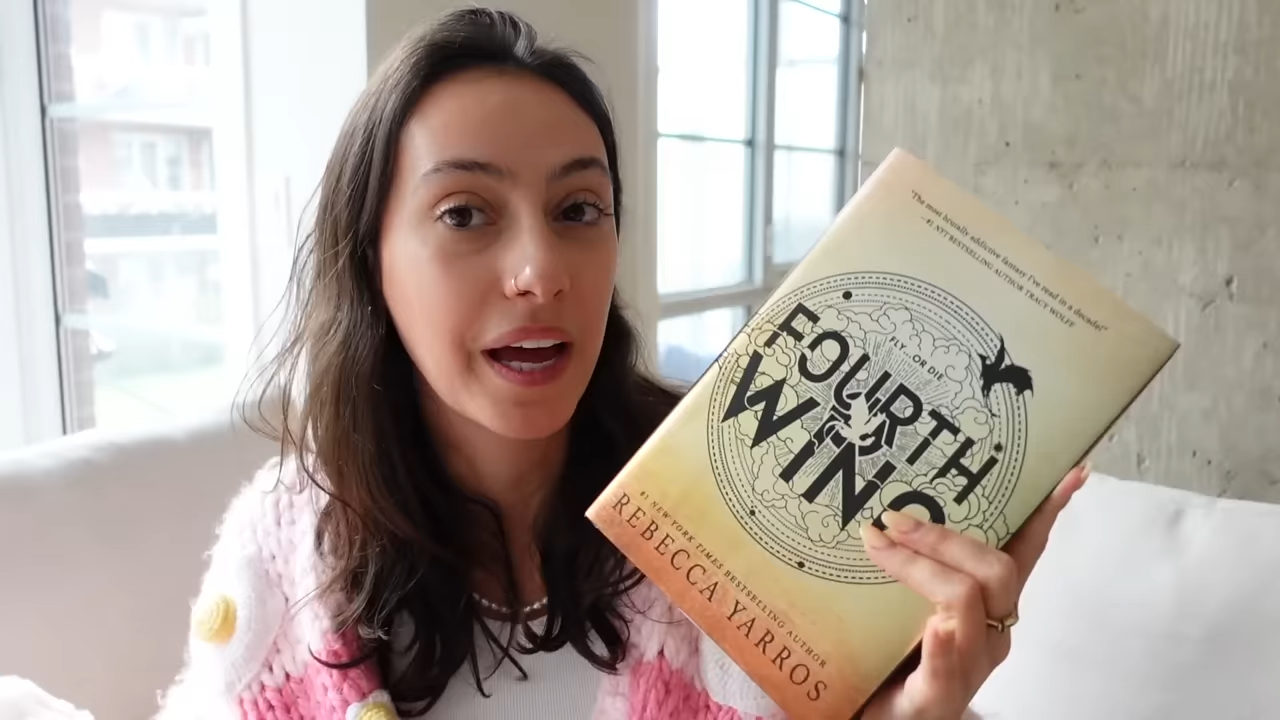 "The most brutally addictive fantasy I've read in a decade!"
—#1 NYT BESTSELLING AUTHOR TRACY WOLFF
FLY...OR DIE
FOURTH
WING
#1 NEW YORK TIMES BESTSELLING AUTHOR
REBECCA YARROS